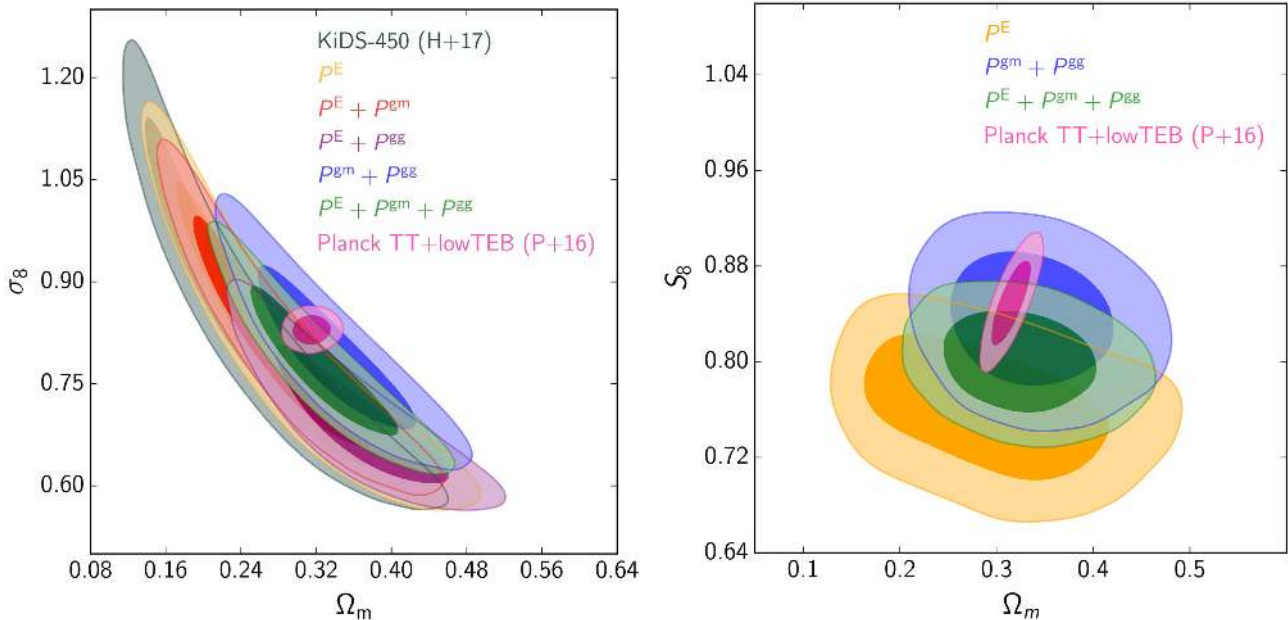 KiDS-450 (H+17)
P^E
P^E + P^gm
P^E + P^gg
P^gm + P^gg
P^E + P^gm + P^gg
Planck TT+lowTEB (P+16)
σ₈
1.20
1.05
0.90
0.75
0.60
0.08 0.16 0.24 0.32 0.40 0.48 0.56 0.64
Ω_m
P^E
P^gm + P^gg
P^E + P^gm + P^gg
Planck TT+lowTEB (P+16)
S₈
1.04
0.96
0.88
0.80
0.72
0.64
0.1 0.2 0.3 0.4 0.5
Ω_m